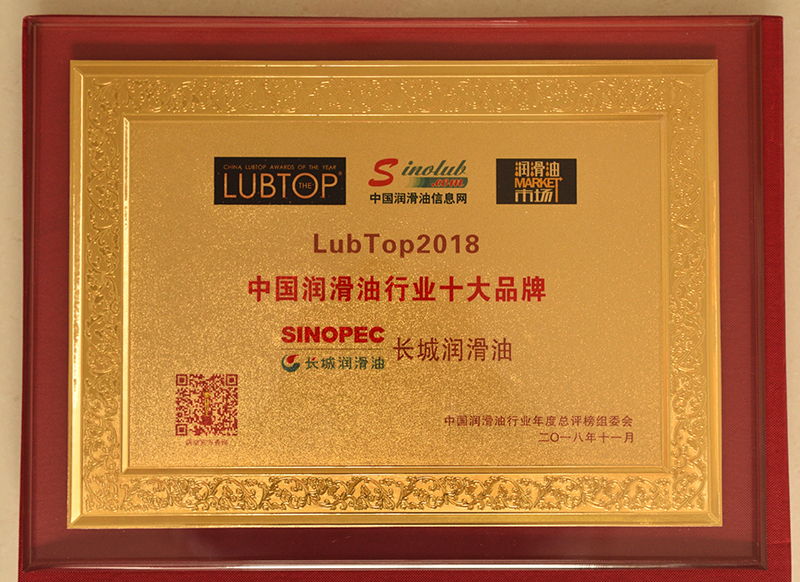 CHINA LUBTOP AWARDS OF THE YEAR
LUBTOP®
THE
Sinolub
.com
中国润滑油信息网
润滑油
MARKET
市场
LubTop2018
中国润滑油行业十大品牌
SINOPEC
长城润滑油
长城润滑油
中国润滑油行业年度总评榜组委会
二〇一八年十一月